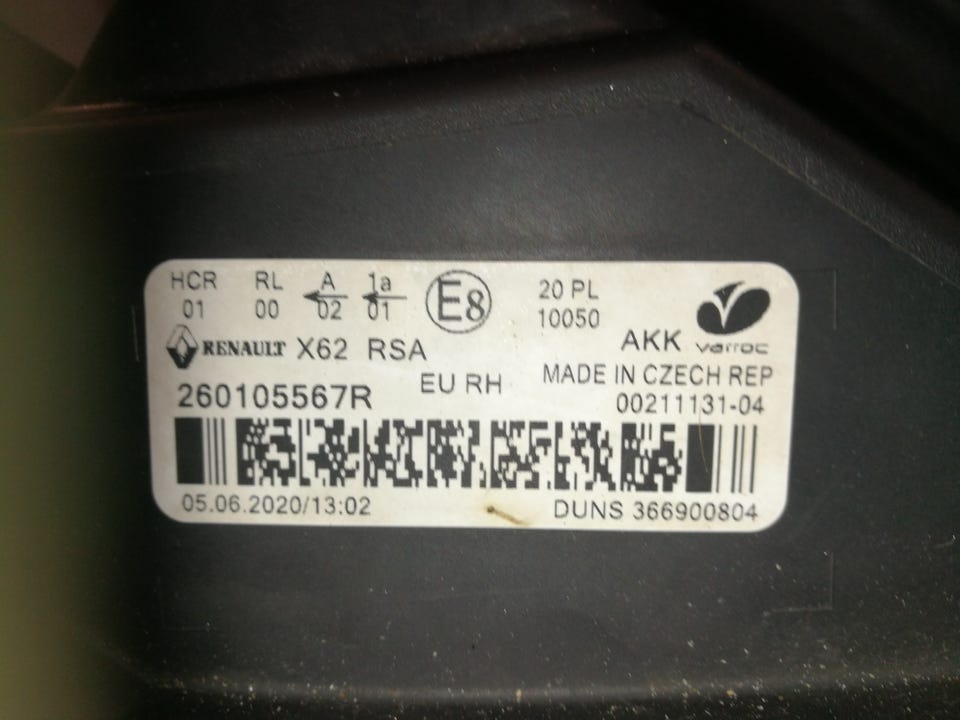 HCR RL A 1a
01 00 02 01
E8
20 PL
10050
AKK varroc
RENAULT X62 RSA
EU RH MADE IN CZECH REP
260105567R 00211131-04
05.06.2020/13:02 DUNS 366900804